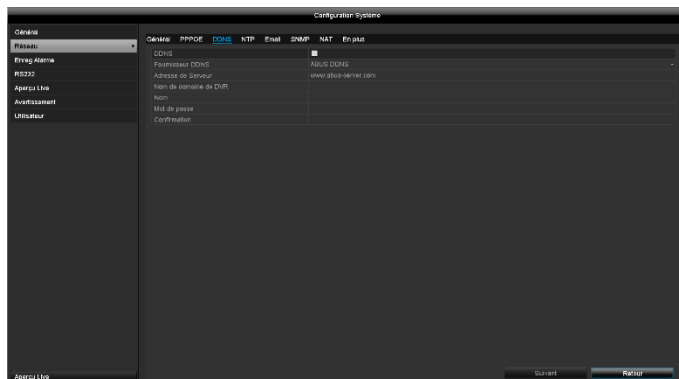 Configuration Système
Général
Réseau
Enreg Alarme
RS232
Aperçu Live
Avertissement
Utilisateur
Général PPPOE DDNS NTP Email SNMP NAT En plus
DDNS
Fournisseur DDNS ABUS DDNS
Adresse de Serveur www.abus-server.com
Nom de domaine de DVR
Nom
Mot de passe
Confirmation
Aperçu Live
Suivant Retour